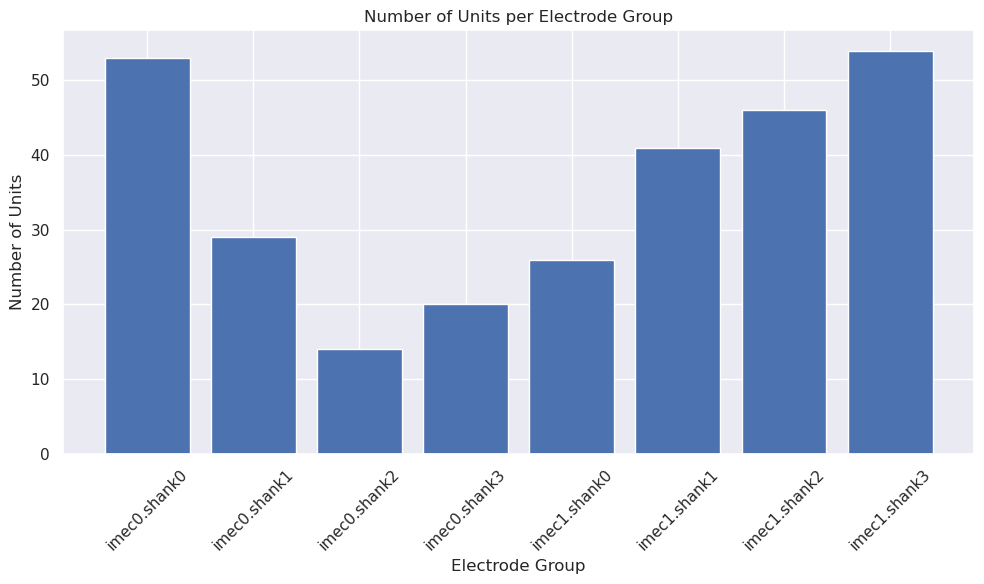 Number of Units per Electrode Group
Number of Units
50
40
30
20
10
0
imec0.shank0
imec0.shank1
imec0.shank2
imec0.shank3
imec1.shank0
imec1.shank1
imec1.shank2
imec1.shank3
Electrode Group